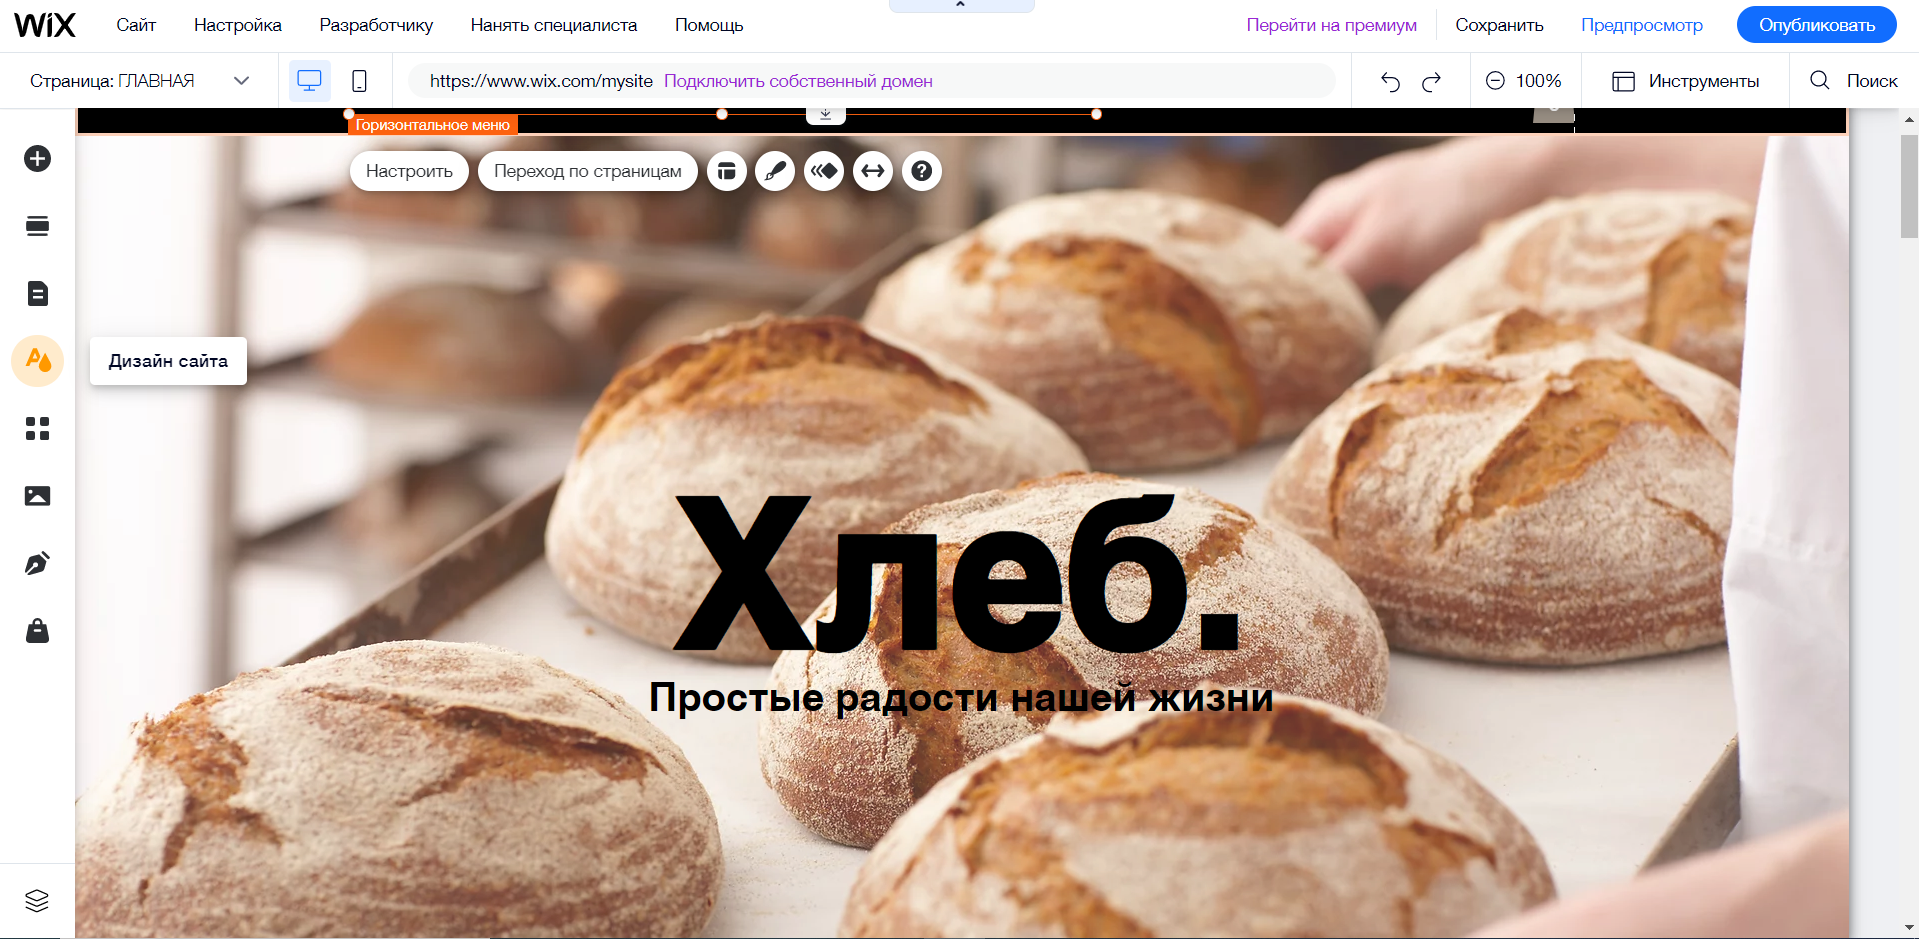 WiX Сайт Настройка Разработчику Нанять специалиста Помощь Перейти на премиум Сохранить Предпросмотр Опубликовать
Страница: ГЛАВНАЯ https://www.wix.com/mysite Подключить собственный домен 100% Инструменты Поиск
Горизонтальное меню
Настроить Переход по страницам ?
Дизайн сайта
Хлеб.
Простые радости нашей жизни